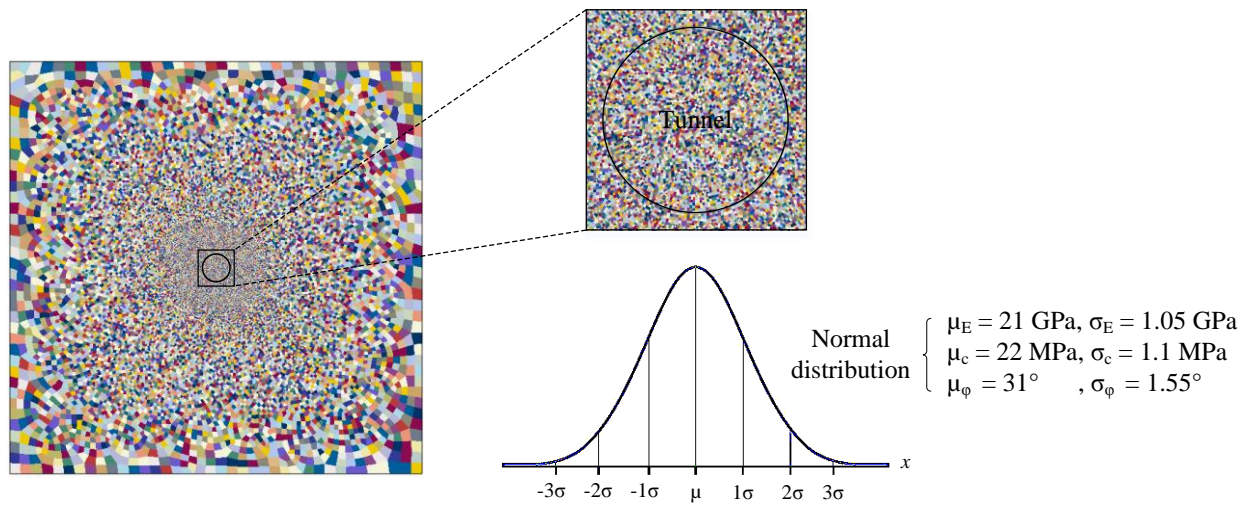 Tunnel
Normal
distribution
μE = 21 GPa, σE = 1.05 GPa
μc = 22 MPa, σc = 1.1 MPa
μφ = 31° , σφ = 1.55°
x
-3σ -2σ -1σ μ 1σ 2σ 3σ